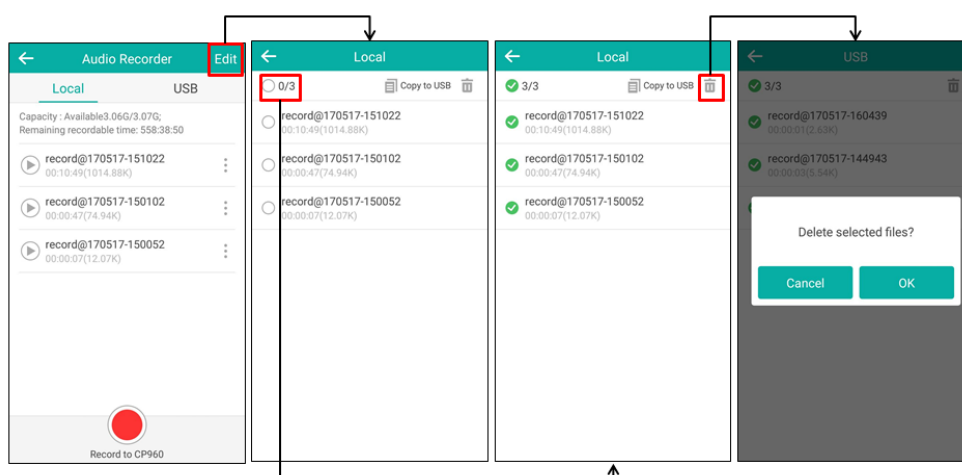 Audio Recorder
Edit
Local
USB
Capacity : Available3.06G/3.07G;
Remaining recordable time: 558:38:50
record@170517-151022
00:10:49(1014.88K)
record@170517-150102
00:00:47(74.94K)
record@170517-150052
00:00:07(12.07K)
Record to CP960
Local
0/3
Copy to USB
record@170517-151022
00:10:49(1014.88K)
record@170517-150102
00:00:47(74.94K)
record@170517-150052
00:00:07(12.07K)
Local
3/3
Copy to USB
record@170517-151022
00:10:49(1014.88K)
record@170517-150102
00:00:47(74.94K)
record@170517-150052
00:00:07(12.07K)
USB
3/3
record@170517-160439
00:00:01(2.63K)
record@170517-144943
00:00:03(5.54K)
Delete selected files?
Cancel
OK